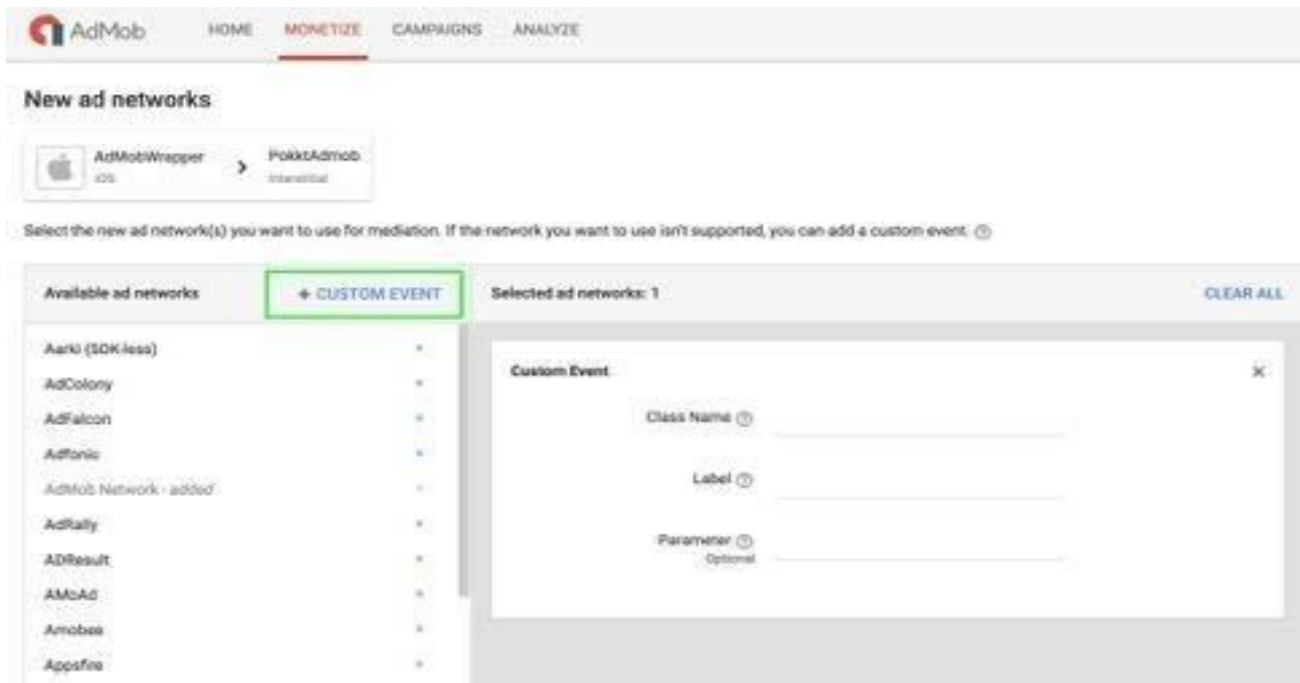 AdMob HOME MONETIZE CAMPAIGNS ANALYZE
New ad networks
AdMobWrapper
iOS
PokktAdmob
Interstitial
Select the new ad network(s) you want to use for mediation. If the network you want to use isn't supported, you can add a custom event.
Available ad networks
+ CUSTOM EVENT
Selected ad networks: 1
CLEAR ALL
Aarki (SDK-less)
AdColony
AdFalcon
Adfonic
AdMob Network - added
AdRally
ADResult
AMoAd
Amobee
Appsfire
Custom Event
Class Name
Label
Parameter
Optional